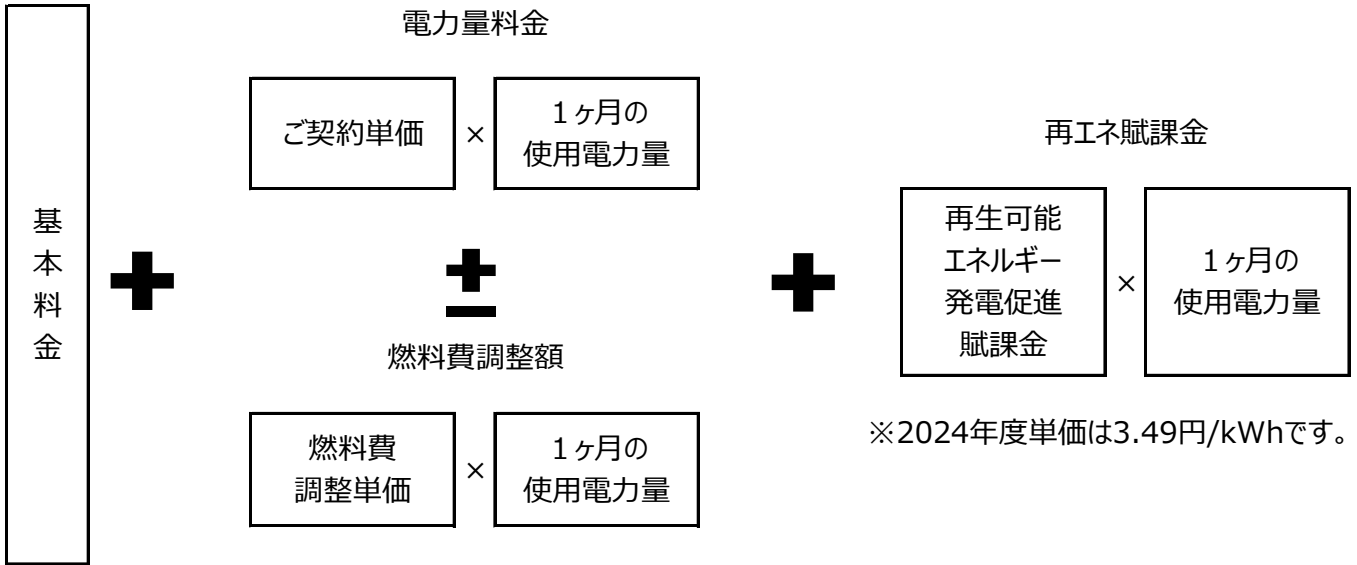 基
本
料
金
電力量料金
ご契約単価
×
1ヶ月の
使用電力量
±
燃料費調整額
燃料費
調整単価
×
1ヶ月の
使用電力量
+
+
再エネ賦課金
再生可能
エネルギー
発電促進
賦課金
×
1ヶ月の
使用電力量
※2024年度単価は3.49円/kWhです。